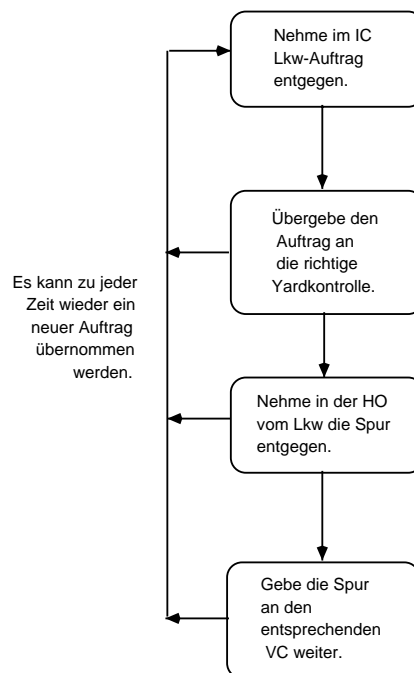 Nehme im IC
Lkw-Auftrag
entgegen.
Übergebe den
Auftrag an
die richtige
Yardkontrolle.
Es kann zu jeder
Zeit wieder ein
neuer Auftrag
übernommen
werden.
Nehme in der HO
vom Lkw die Spur
entgegen.
Gebe die Spur
an den
entsprechenden
VC weiter.